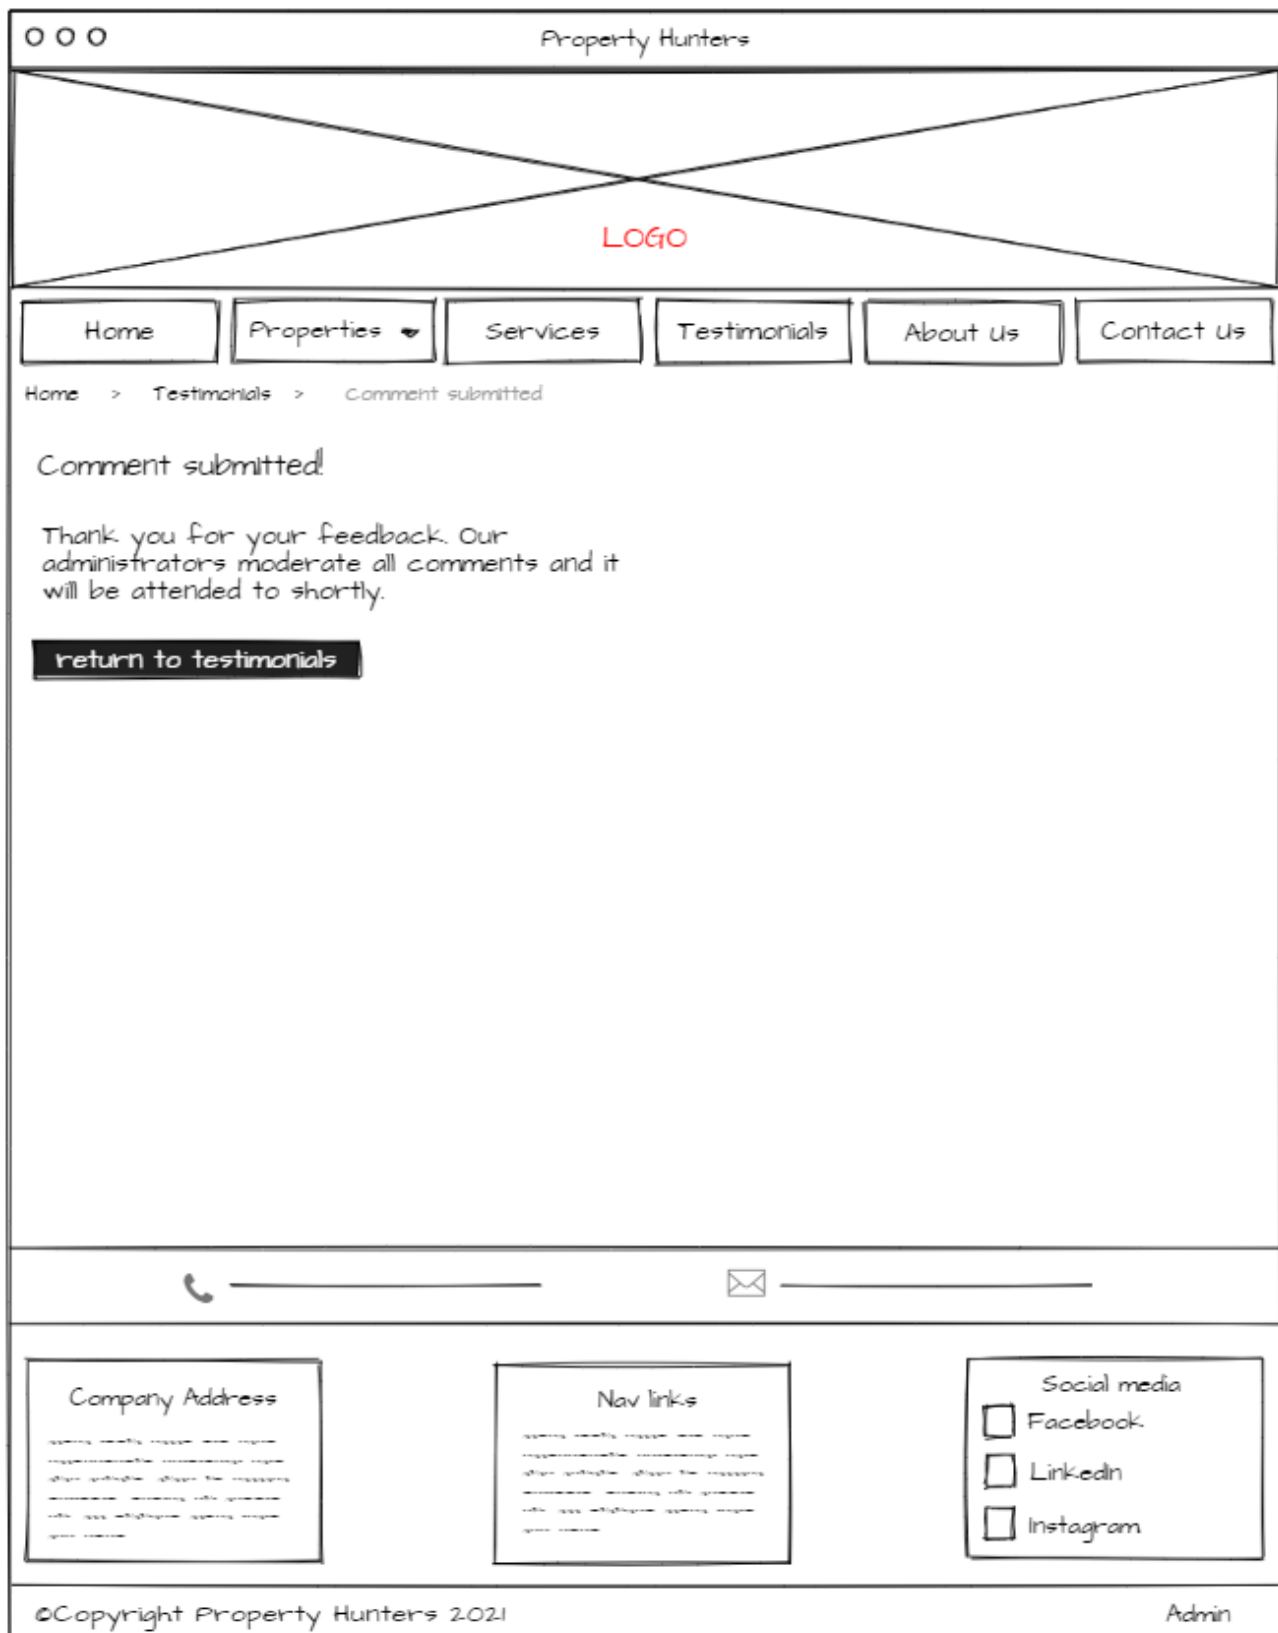 Property Hunters
LOGO
Home Properties Services Testimonials About Us Contact Us
Home > Testimonials > Comment submitted
Comment submitted!
Thank you for your feedback. Our
administrators moderate all comments and it
will be attended to shortly.
return to testimonials
Company Address
Nav links
Social media
Facebook
LinkedIn
Instagram
©Copyright Property Hunters 2021
Admin